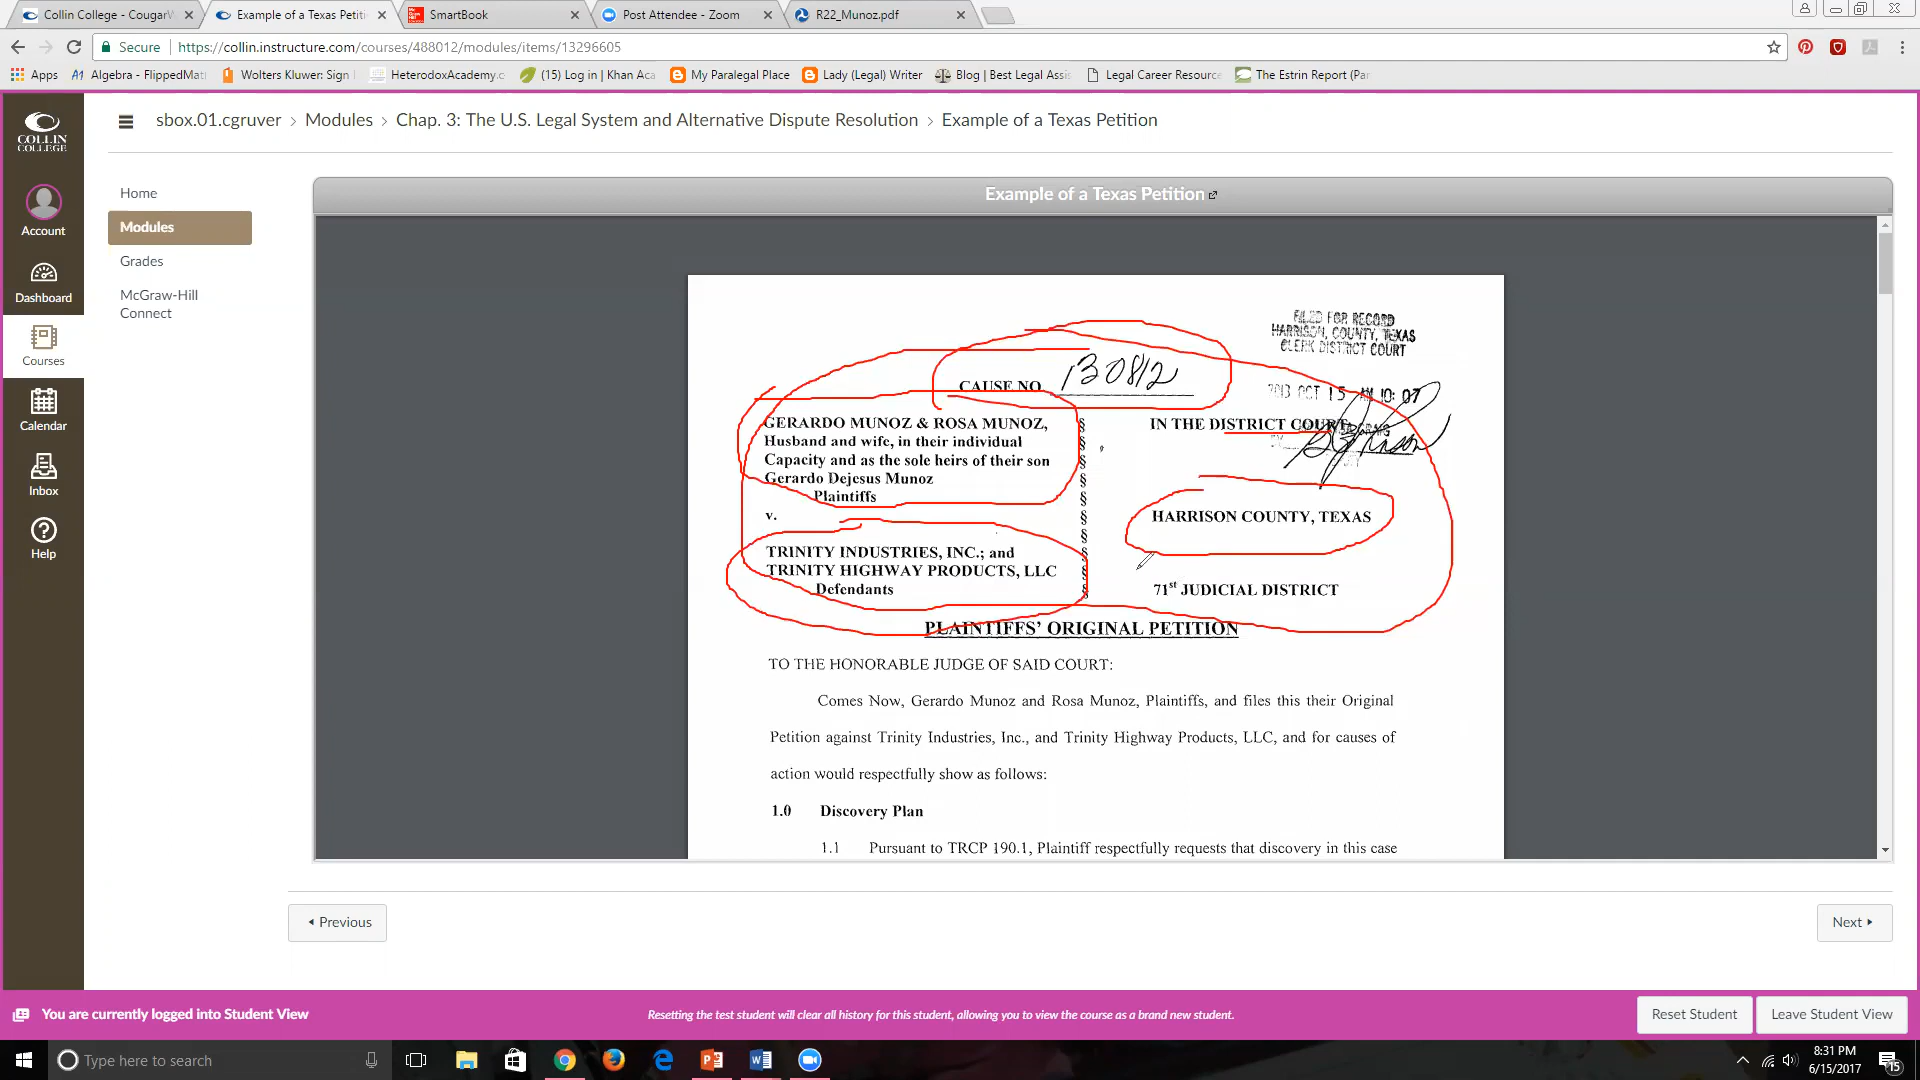 Collin College - CougarW
Example of a Texas Petiti
SmartBook
Post Attendee - Zoom
R22_Munoz.pdf
Secure
https://collin.instructure.com/courses/488012/modules/items/13296605
Apps
Algebra - FlippedMat
Wolters Kluwer: Sign
HeterodoxAcademy.o
(15) Log in | Khan Aca
My Paralegal Place
Lady (Legal) Writer
Blog | Best Legal Assis
Legal Career Resource
The Estrin Report (Par
COLLIN
COLLEGE
Account
Dashboard
Courses
Calendar
Inbox
Help
sbox.01.cgruver > Modules > Chap. 3: The U.S. Legal System and Alternative Dispute Resolution > Example of a Texas Petition
Home
Modules
Grades
McGraw-Hill
Connect
Example of a Texas Petition
FILED FOR RECORD
HARRISON, COUNTY, TEXAS
CLERK DISTRICT COURT
2013 OCT 15 AM 10:07
CAUSE NO. 130812
GERARDO MUNOZ & ROSA MUNOZ,
Husband and wife, in their individual
Capacity and as the sole heirs of their son
Gerardo Dejesus Munoz
Plaintiffs
v.
TRINITY INDUSTRIES, INC.; and
TRINITY HIGHWAY PRODUCTS, LLC
Defendants
§
§
§
§
§
§
§
§
§
§
IN THE DISTRICT COURT
HARRISON COUNTY, TEXAS
71st JUDICIAL DISTRICT
PLAINTIFFS' ORIGINAL PETITION
TO THE HONORABLE JUDGE OF SAID COURT:
Comes Now, Gerardo Munoz and Rosa Munoz, Plaintiffs, and files this their Original
Petition against Trinity Industries, Inc., and Trinity Highway Products, LLC, and for causes of
action would respectfully show as follows:
1.0 Discovery Plan
1.1 Pursuant to TRCP 190.1, Plaintiff respectfully requests that discovery in this case
Previous
Next
You are currently logged into Student View
Resetting the test student will clear all history for this student, allowing you to view the course as a brand new student.
Reset Student
Leave Student View
Type here to search
8:31 PM
6/15/2017
15